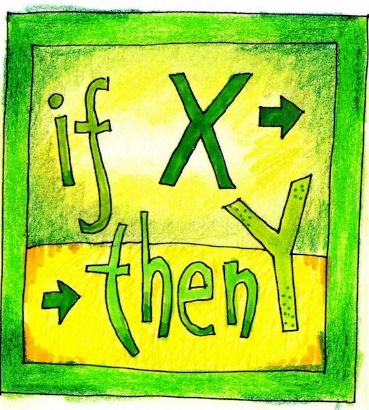 if X
then Y